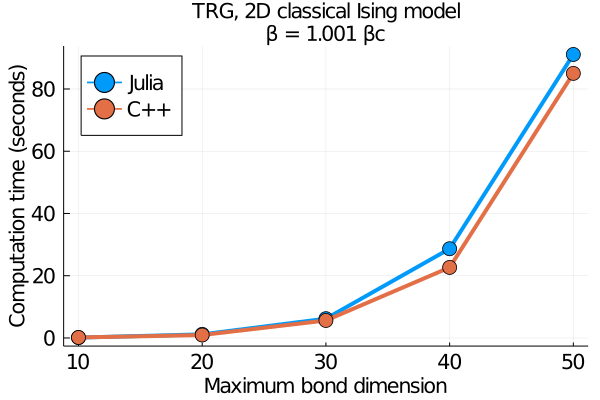 TRG, 2D classical Ising model
β = 1.001 βc
Julia
C++
Computation time (seconds)
80
60
40
20
0
10 20 30 40 50
Maximum bond dimension